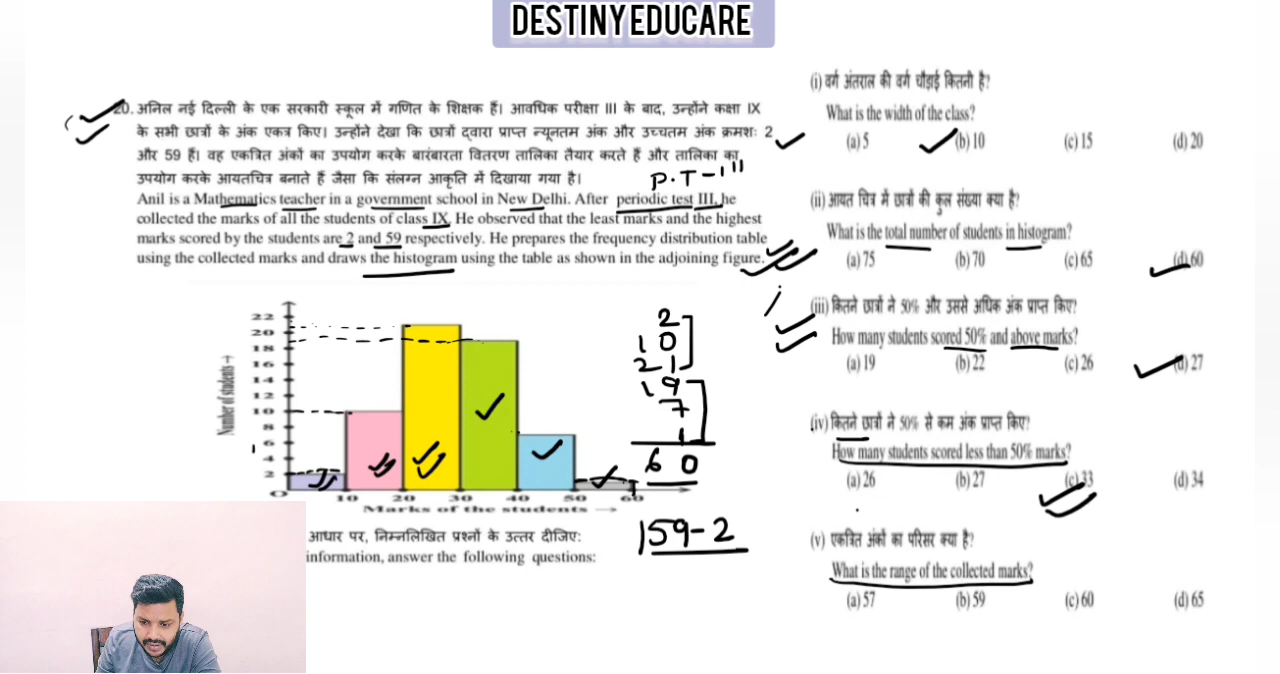 DESTINY EDUCARE
20. अनिल नई दिल्ली के एक सरकारी स्कूल में गणित के शिक्षक हैं। आवधिक परीक्षा III के बाद, उन्होंने कक्षा IX
के सभी छात्रों के अंक एकत्र किए। उन्होंने देखा कि छात्रों द्वारा प्राप्त न्यूनतम अंक और उच्चतम अंक क्रमशः 2
और 59 हैं। वह एकत्रित अंकों का उपयोग करके बारंबारता वितरण तालिका तैयार करते हैं और तालिका का
उपयोग करके आयतचित्र बनाते हैं जैसा कि संलग्न आकृति में दिखाया गया है।
P.T-III
Anil is a Mathematics teacher in a government school in New Delhi. After periodic test III, he
collected the marks of all the students of class IX. He observed that the least marks and the highest
marks scored by the students are 2 and 59 respectively. He prepares the frequency distribution table
using the collected marks and draws the histogram using the table as shown in the adjoining figure.
Number of students →
22
20
18
16
14
12
10
8
6
4
2
O
10 20 30 40 50 60
Marks of the students →
2
10
21
19
7
1
60
59-2
आधार पर, निम्नलिखित प्रश्नों के उत्तर दीजिए:
information, answer the following questions:
(i) वर्ग अंतराल की वर्ग चौड़ाई कितनी है?
What is the width of the class?
(a) 5 (b) 10 (c) 15 (d) 20
(ii) आयत चित्र में छात्रों की कुल संख्या क्या है?
What is the total number of students in histogram?
(a) 75 (b) 70 (c) 65 (d) 60
(iii) कितने छात्रों ने 50% और उससे अधिक अंक प्राप्त किए?
How many students scored 50% and above marks?
(a) 19 (b) 22 (c) 26 (d) 27
(iv) कितने छात्रों ने 50% से कम अंक प्राप्त किए?
How many students scored less than 50% marks?
(a) 26 (b) 27 (c) 33 (d) 34
(v) एकत्रित अंकों का परिसर क्या है?
What is the range of the collected marks?
(a) 57 (b) 59 (c) 60 (d) 65